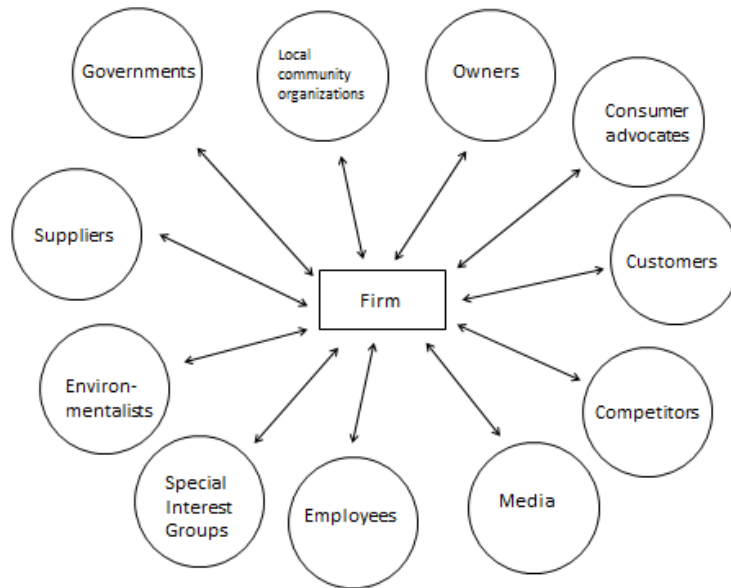 Governments
Local
community
organizations
Owners
Consumer
advocates
Suppliers
Customers
Firm
Environ-
mentalists
Competitors
Special
Interest
Groups
Employees
Media